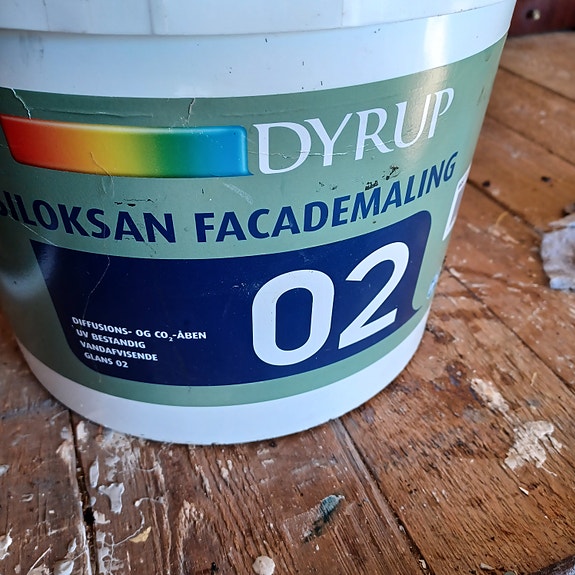 DYRUP
SILOKSAN FACADEMALING
02
DIFFUSIONS- OG CO₂-ÅBEN
UV BESTANDIG
VANDAFVISENDE
GLANS 02